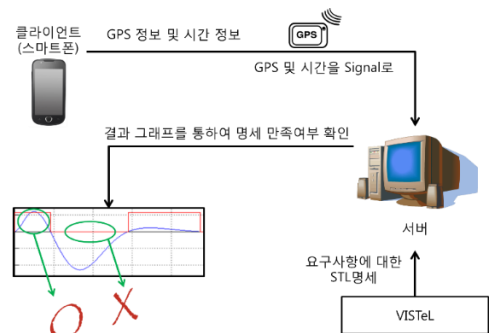 클라이언트
(스마트폰)
GPS 정보 및 시간 정보
GPS
GPS 및 시간을 Signal로
결과 그래프를 통하여 명세 만족여부 확인
서버
요구사항에 대한
STL명세
VISTeL
O X